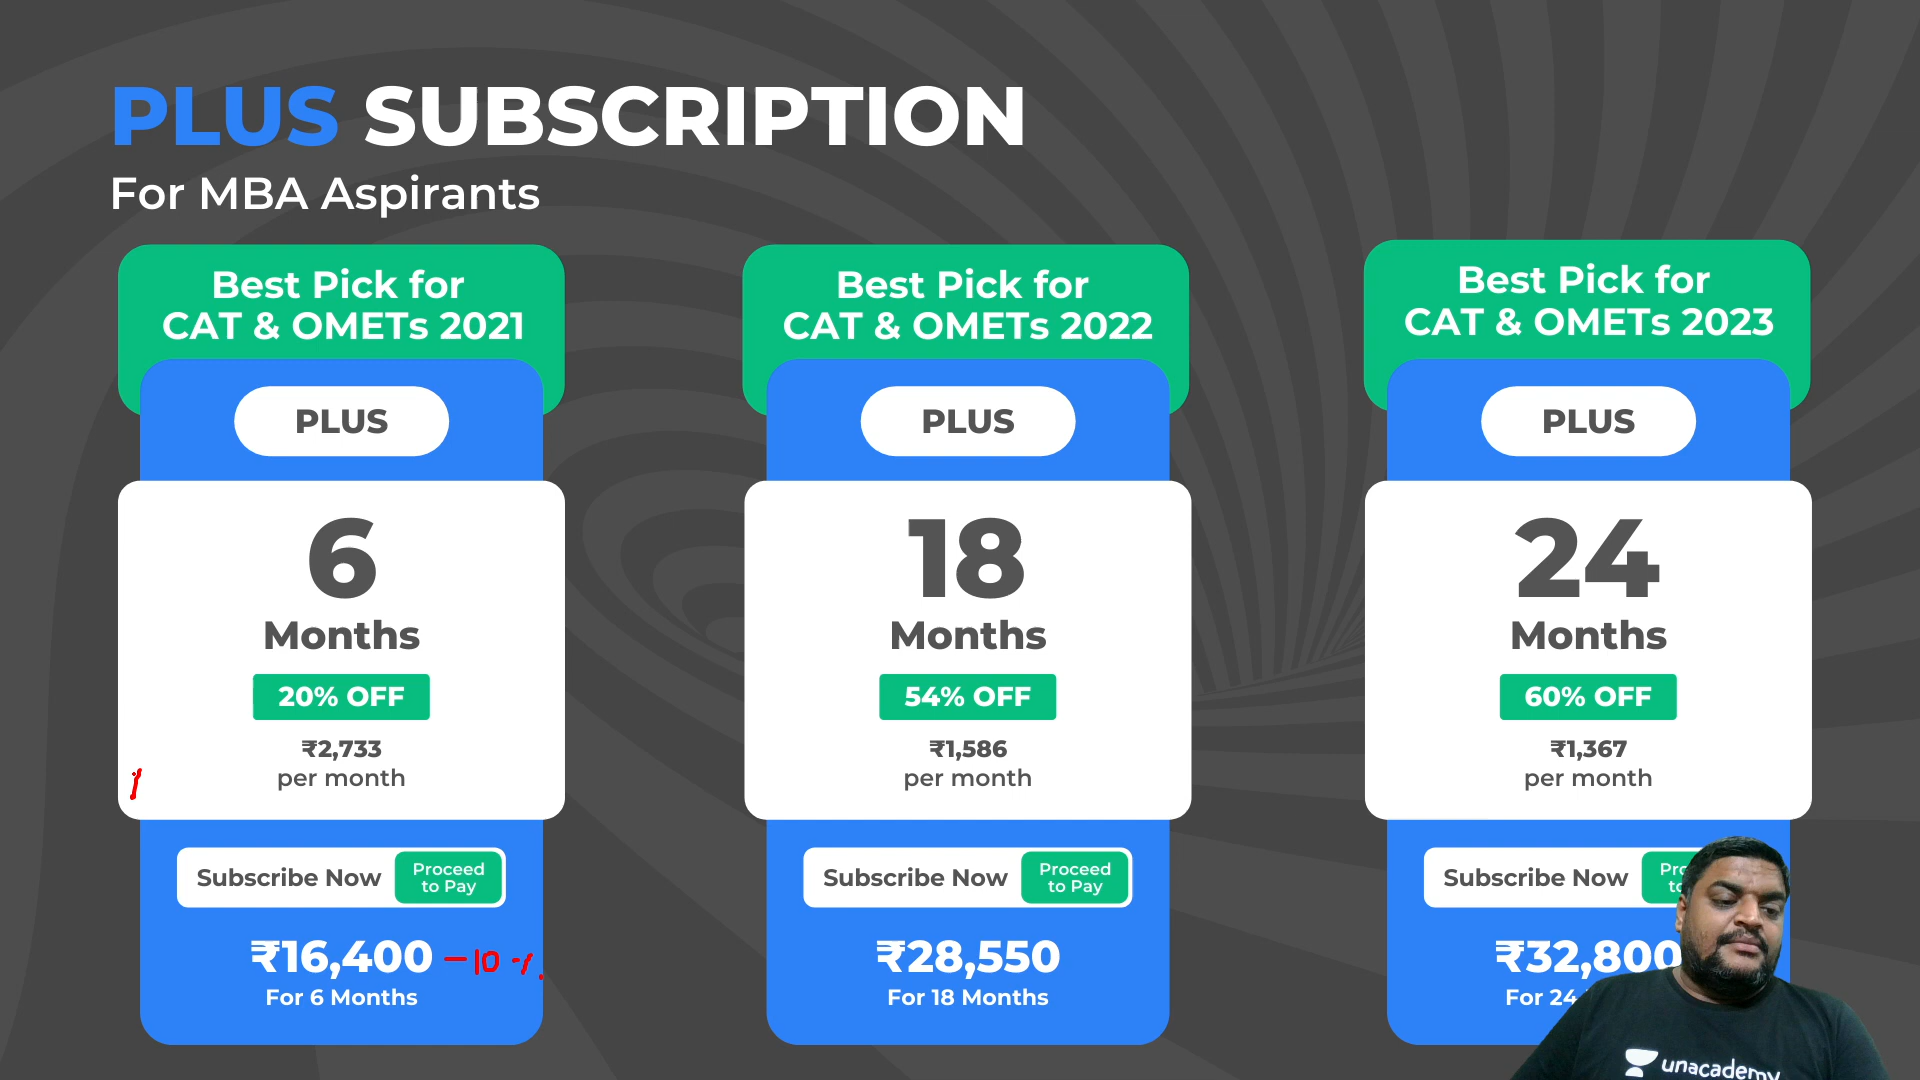 PLUS SUBSCRIPTION
For MBA Aspirants
Best Pick for
CAT & OMETs 2021
PLUS
6
Months
20% OFF
₹2,733
per month
Subscribe Now
Proceed
to Pay
₹16,400 -10 %
For 6 Months
Best Pick for
CAT & OMETs 2022
PLUS
18
Months
54% OFF
₹1,586
per month
Subscribe Now
Proceed
to Pay
₹28,550
For 18 Months
Best Pick for
CAT & OMETs 2023
PLUS
24
Months
60% OFF
₹1,367
per month
Subscribe Now
₹32,800
For 24
unacademy